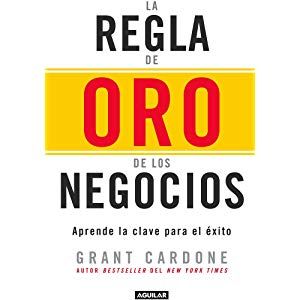 LA
REGLA
DE
ORO
DE LOS
NEGOCIOS
Aprende la clave para el éxito
GRANT CARDONE
AUTOR BESTSELLER DEL NEW YORK TIMES
AGUILAR